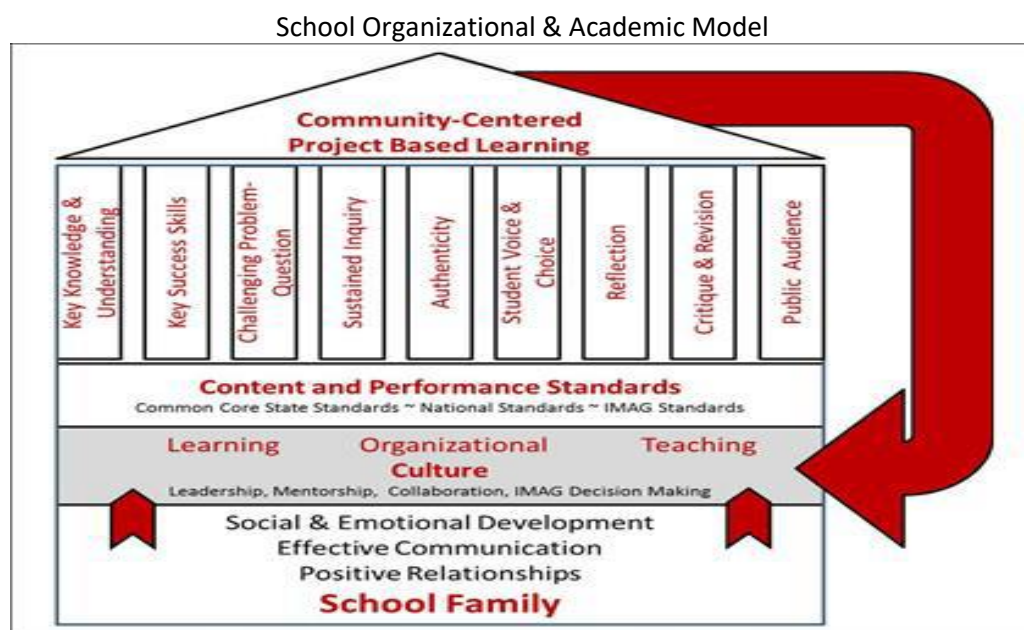 School Organizational & Academic Model
Community-Centered
Project Based Learning
Key Knowledge &
Understanding
Key Success Skills
Challenging Problem-
Question
Sustained Inquiry
Authenticity
Student Voice &
Choice
Reflection
Critique & Revision
Public Audience
Content and Performance Standards
Common Core State Standards ~ National Standards ~ IMAG Standards
Learning Organizational Teaching
Culture
Leadership, Mentorship, Collaboration, IMAG Decision Making
Social & Emotional Development
Effective Communication
Positive Relationships
School Family